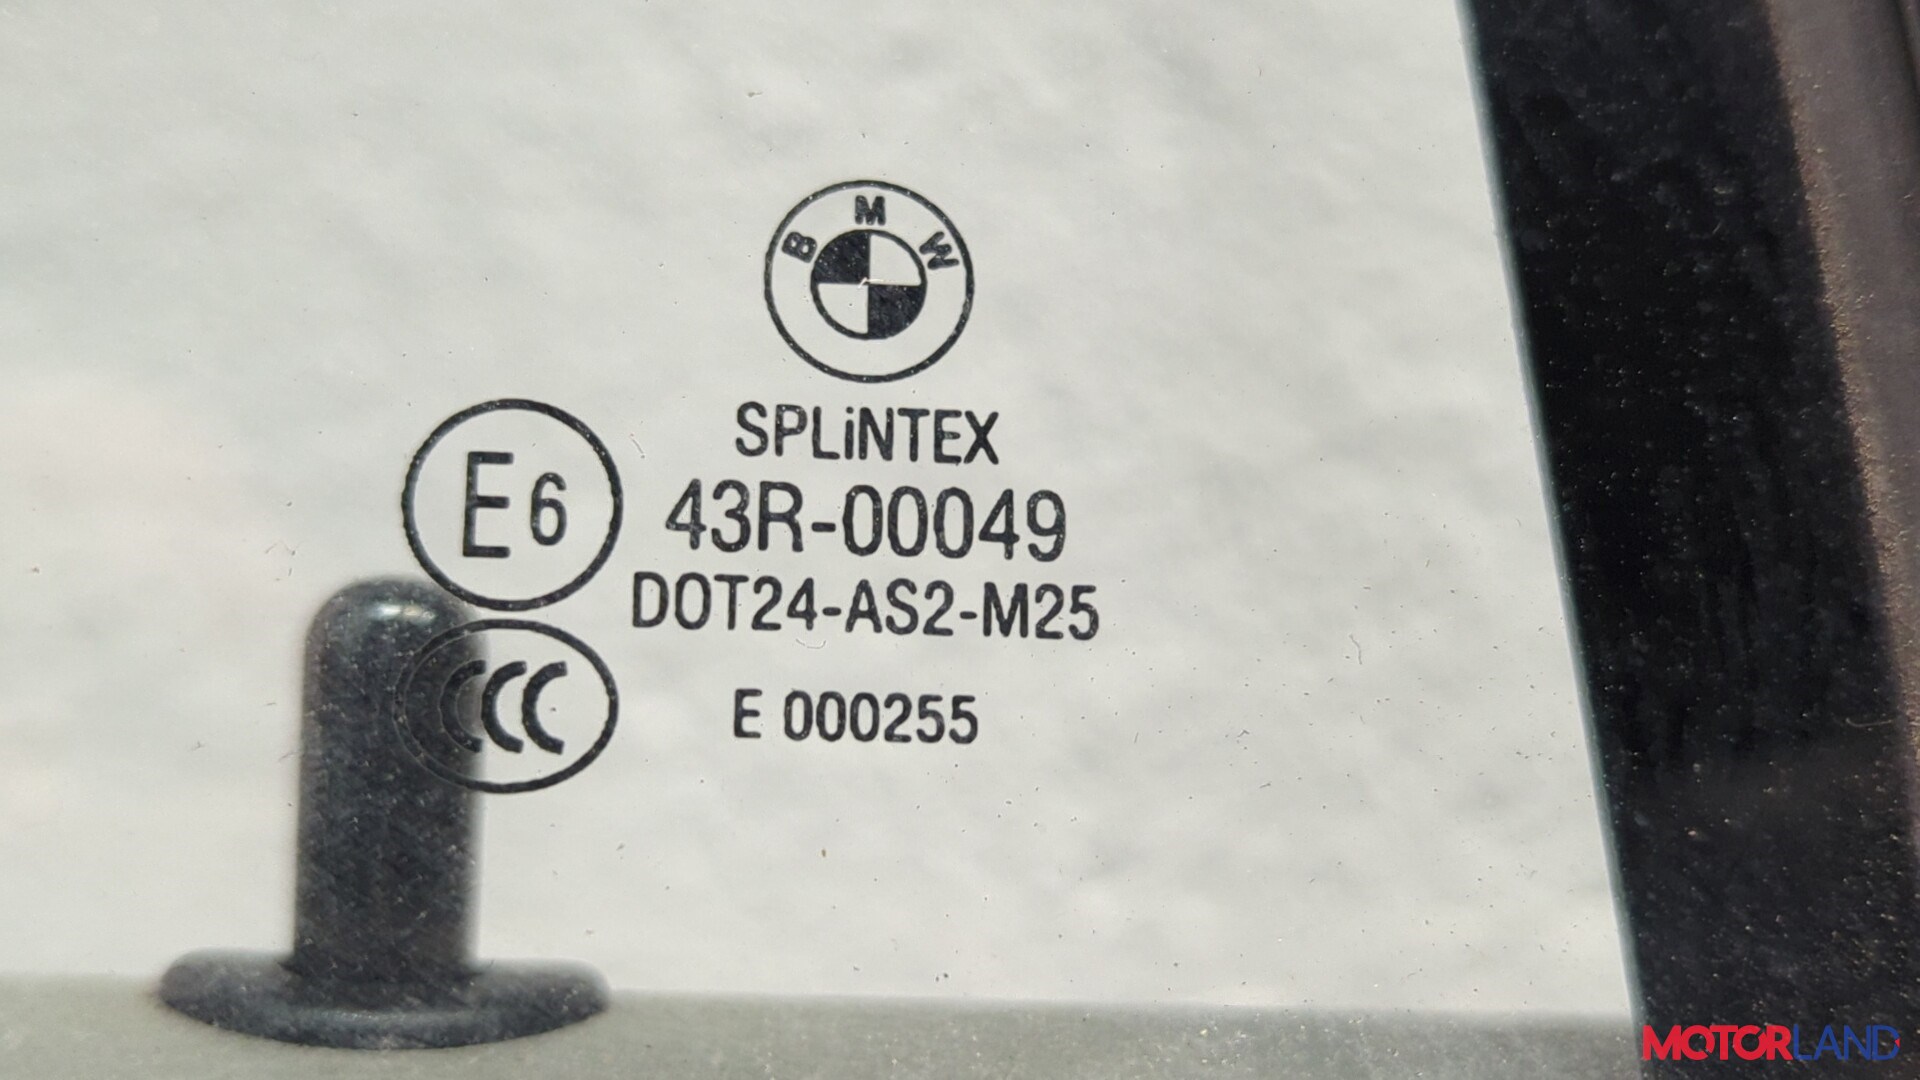 BMW
SPLiNTEX
E6
43R-00049
DOT24-AS2-M25
CCC
E 000255
MOTORLAND